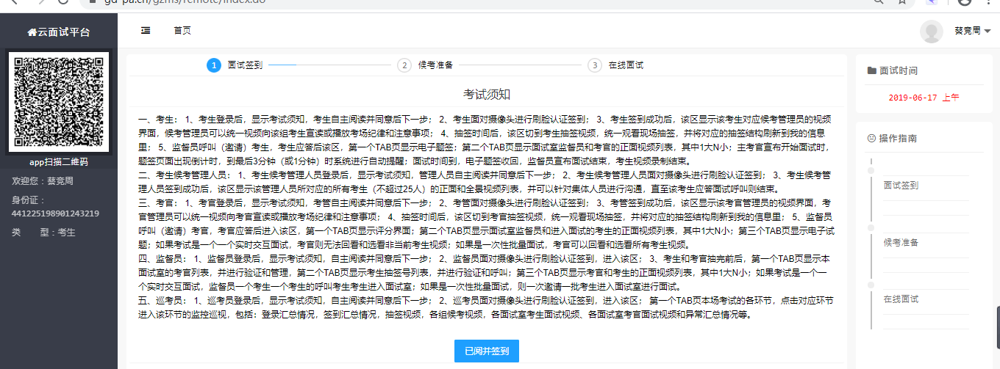 gd-pa.cn/gzms/remote/index.do
云面试平台
首页
蔡竞周
app扫描二维码
欢迎您：蔡竞周
身份证：
441225198901243219
类 型：考生
1 面试签到
2 候考准备
3 在线面试
考试须知
一、考生： 1、考生登录后，显示考试须知，考生自主阅读并同意后下一步； 2、考生面对摄像头进行刷脸认证签到； 3、考生签到成功后，该区显示该考生对应候考管理员的视频
界面，候考管理员可以统一视频向该组考生宣读或播放考场纪律和注意事项； 4、抽签时间后，该区切到考生抽签视频，统一观看现场抽签，并将对应的抽签结构刷新到我的信息
里； 5、监督员呼叫（邀请）考生，考生应答后该区，第一个TAB页显示电子题签；第二个TAB页显示面试室监督员和考官的正面视频列表，其中1大N小；主考官宣布开始面试时，
题签页面出现倒计时，到最后3分钟（或1分钟）时系统进行自动提醒；面试时间到，电子题签收回，监督员宣布面试结束，考生视频录制结束。
二、考生候考管理人员： 1、考生候考管理人员登录后，显示考试须知，管理人员自主阅读并同意后下一步； 2、考生候考管理人员面对摄像头进行刷脸认证签到； 3、考生候考管
理人员签到成功后，该区显示该管理人员所对应的所有考生（不超过25人）的正面和全景视频列表，并可以针对集体人员进行沟通，直至该考生应答面试呼叫则结束。
三、考官： 1、考官登录后，显示考试须知，考管自主阅读并同意后下一步； 2、考管面对摄像头进行刷脸认证签到； 3、考管签到成功后，该区显示该考官管理员的视频界面，考
官管理员可以统一视频向考官宣读或播放考场纪律和注意事项； 4、抽签时间后，该区切到考官抽签视频，统一观看现场抽签，并将对应的抽签结构刷新到我的信息里； 5、监督员
呼叫（邀请）考官，考官应答后进入该区，第一个TAB页显示评分界面；第二个TAB页显示面试室监督员和进入面试的考生的正面视频列表，其中1大N小；第三个TAB页显示电子试
题；如果考试是一个一个实时交互面试，考官则无法回看和选看非当前考生视频；如果是一次性批量面试，考官可以回看和选看所有考生视频。
四、监督员： 1、监督员登录后，显示考试须知，自主阅读并同意后下一步； 2、监督员面对摄像头进行刷脸认证签到，进入该区； 3、考生和考官抽完前后，第一个TAB页显示本
面试室的考官列表，并进行验证和管理，第二个TAB页显示考生抽签号列表，并进行验证和呼叫；第三个TAB页显示考官和考生的正面视频列表，其中1大N小；如果考试是一个一
个实时交互面试，监督员一个考生一个考生的呼叫考生考生进入面试室；如果是一次性批量面试，则一次邀请一批考生进入面试室进行面试。
五、巡考员： 1、巡考员登录后，显示考试须知，自主阅读并同意后下一步； 2、巡考员面对摄像头进行刷脸认证签到，进入该区； 第一个TAB页本场考试的各环节，点击对应环节
进入该环节的监控巡视，包括：登录汇总情况，签到汇总情况，抽签视频，各组候考视频，各面试室考生面试视频、各面试室考官面试视频和异常汇总情况等。
已阅并签到
面试时间
2019-06-17 上午
操作指南
面试签到
候考准备
在线面试